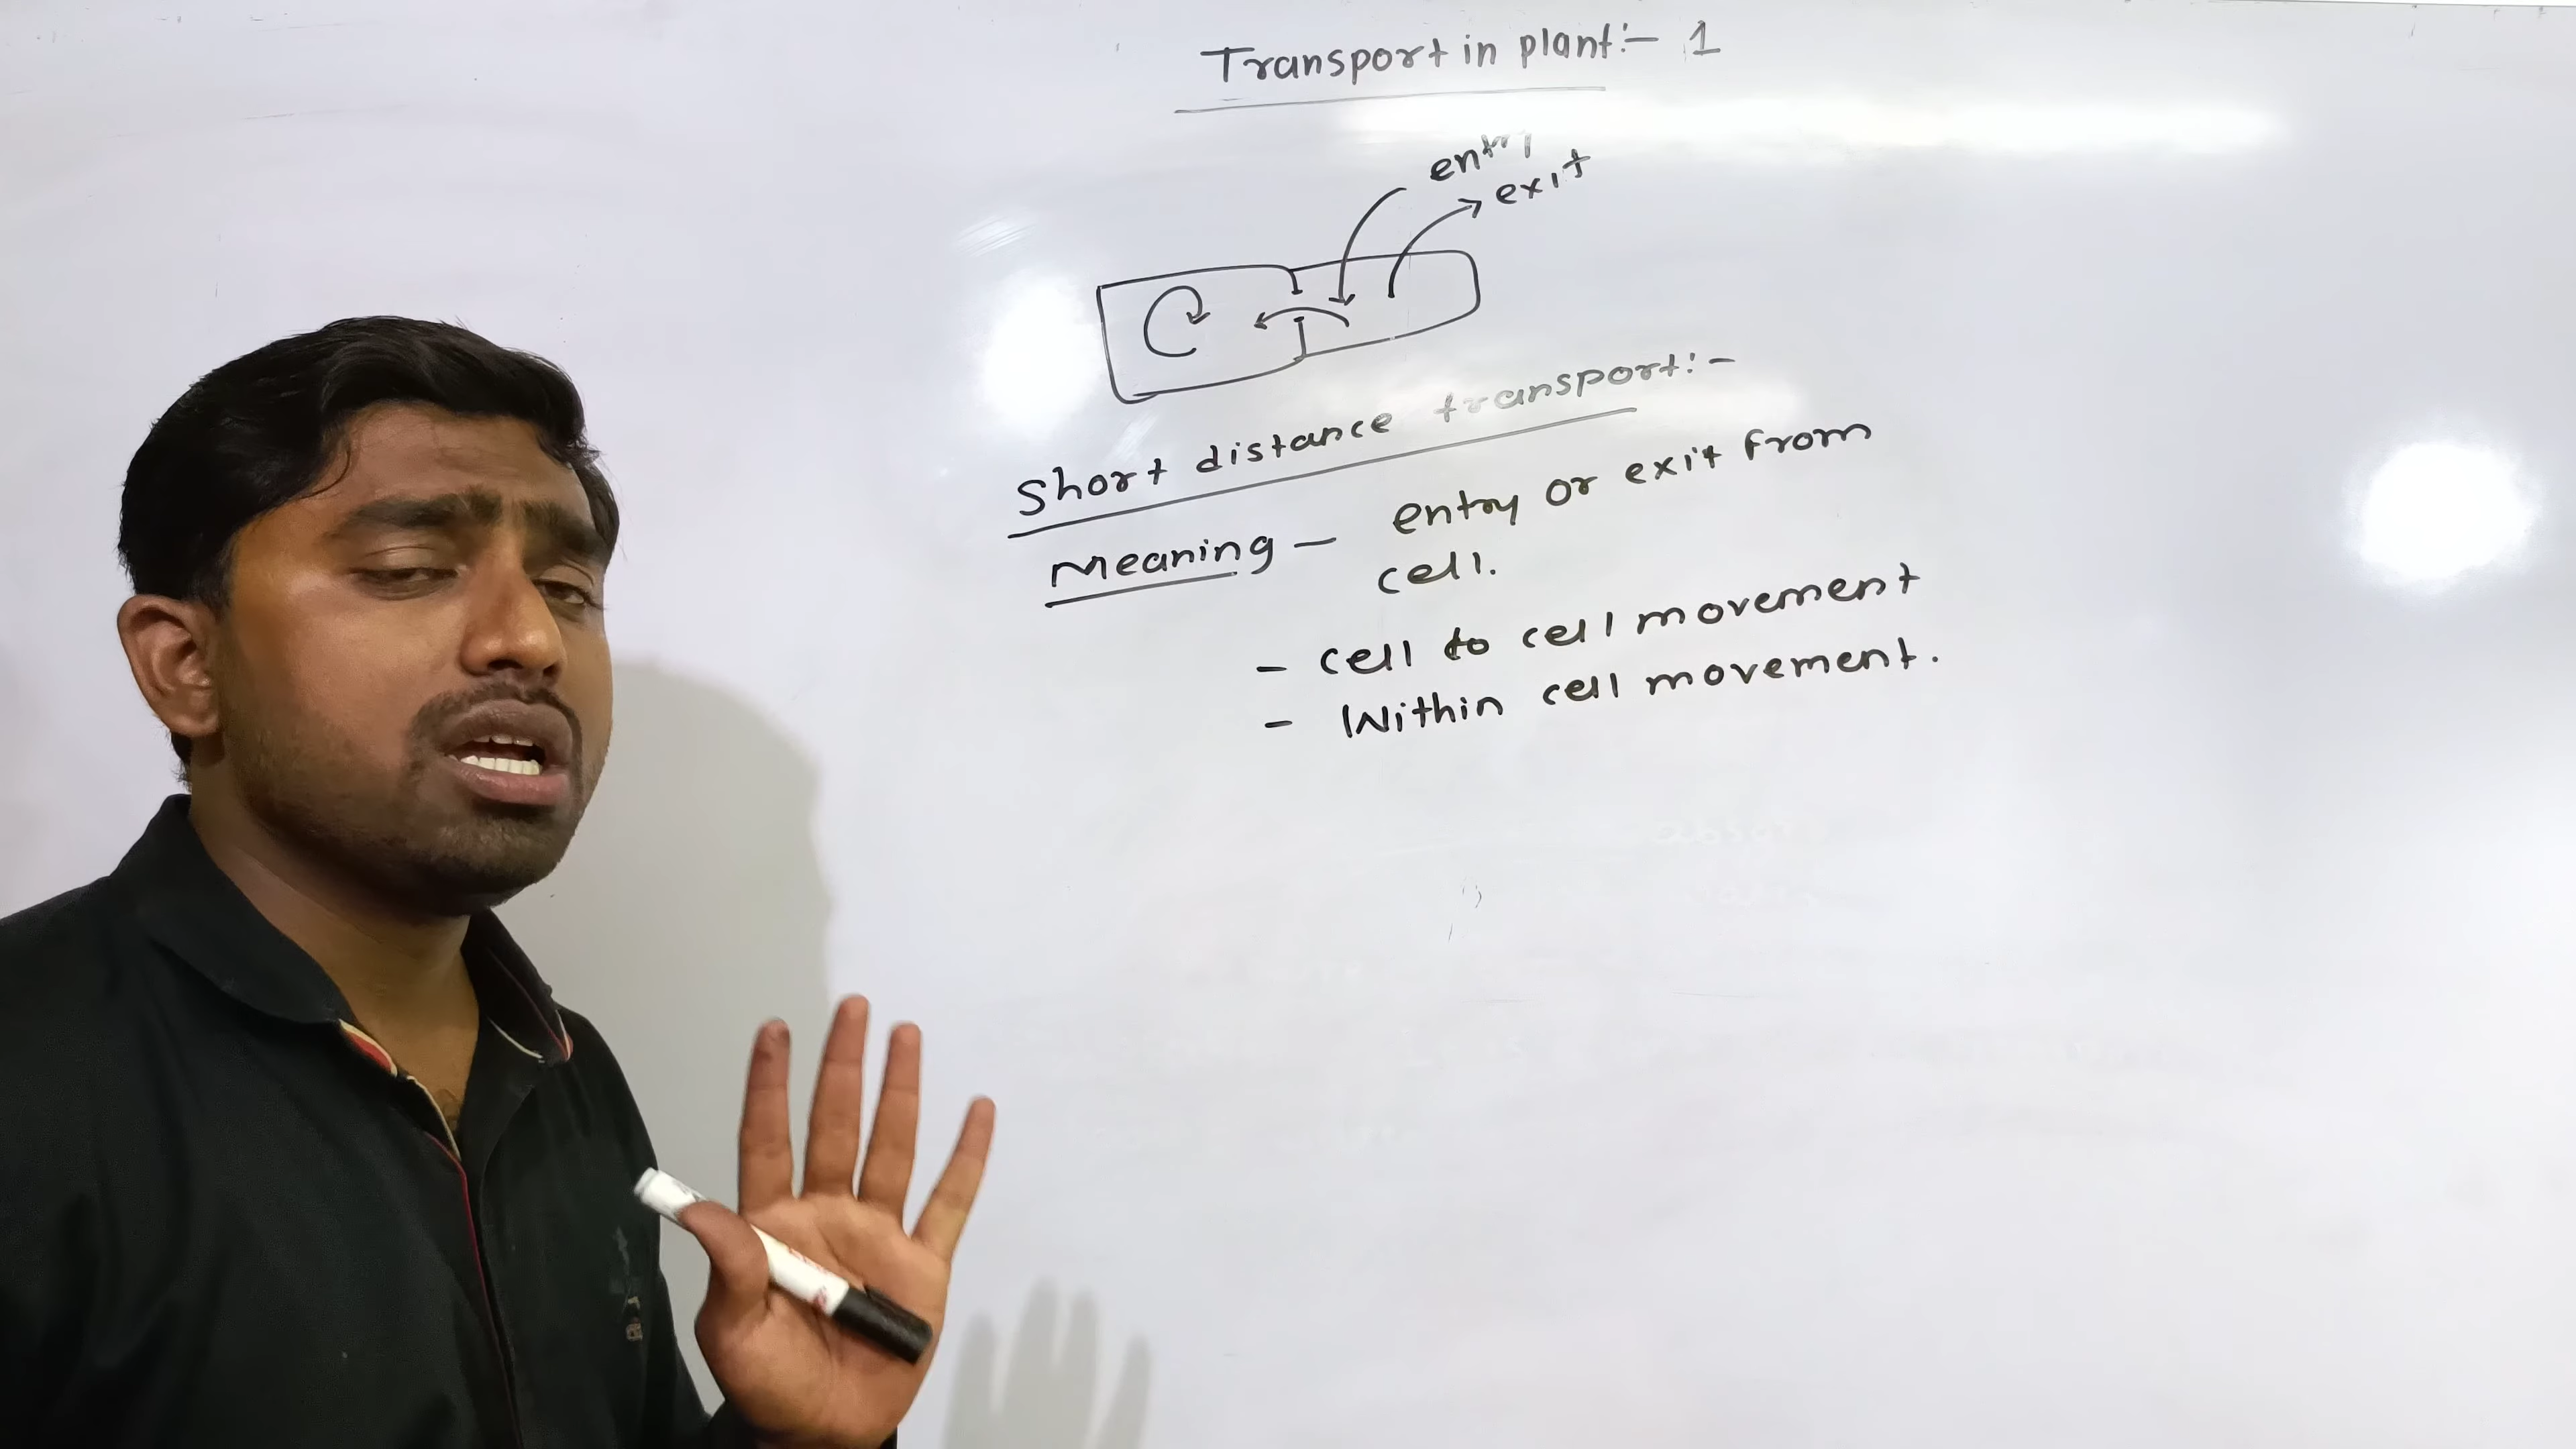 Transport in plant:- 1
entry
exit
Short distance transport:-
Meaning - entry or exit from
cell.
- cell to cell movement
- Within cell movement.